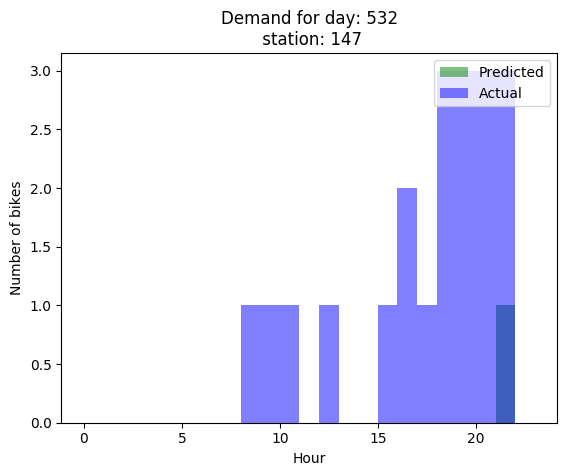 Demand for day: 532
station: 147
Predicted
Actual
Number of bikes
3.0
2.5
2.0
1.5
1.0
0.5
0.0
0
5
10
15
20
Hour